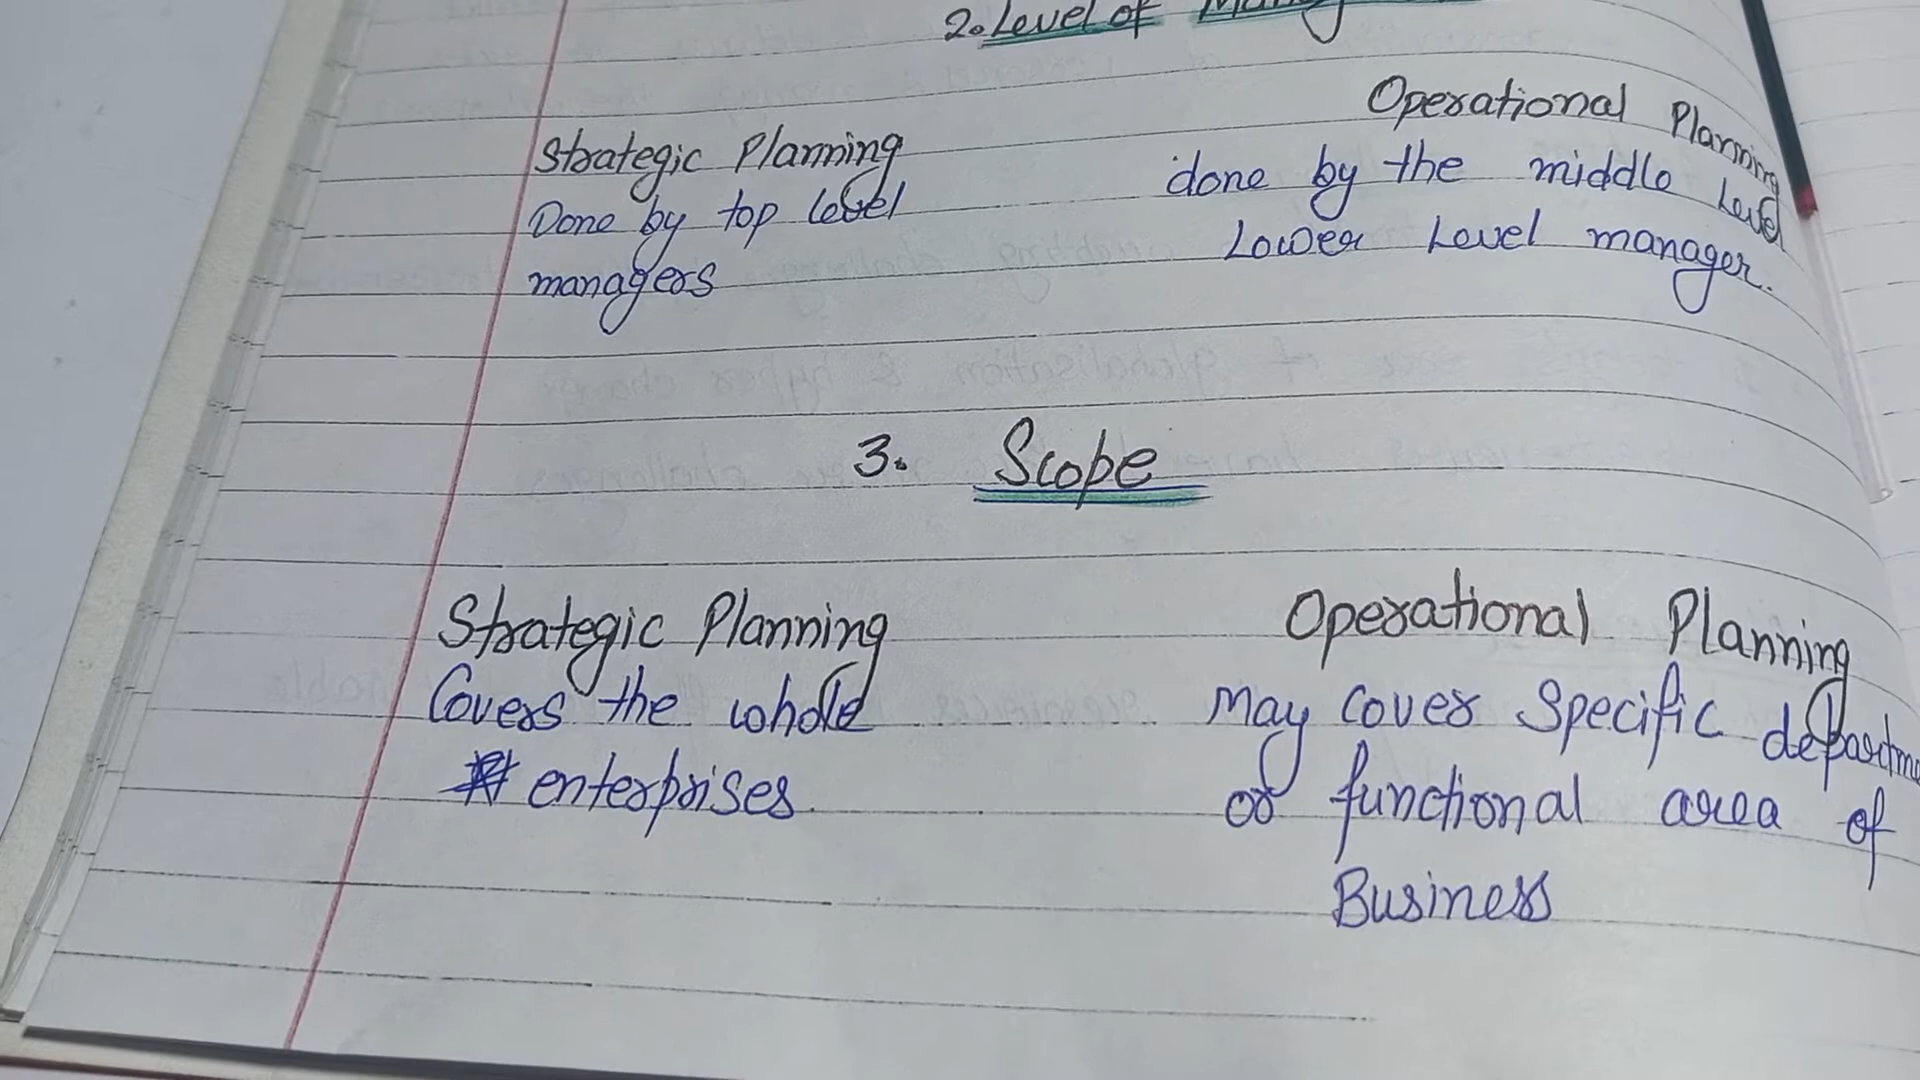 2. Level of
Strategic Planning
Done by top level
managers
Operational Planning
done by the middle Level
Lower Level manager.
3. Scope
Strategic Planning
Covers the whole
enterprises.
Operational Planning
May cover Specific
or functional area of
Business